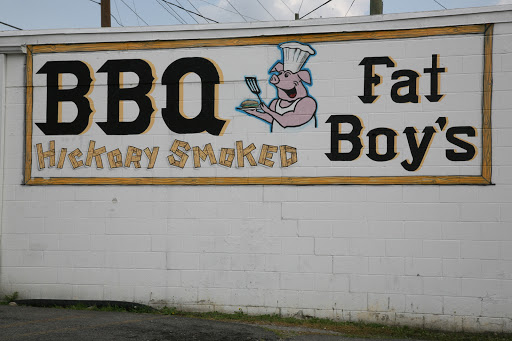 BBQ
Hickory Smoked
Fat
Boy's